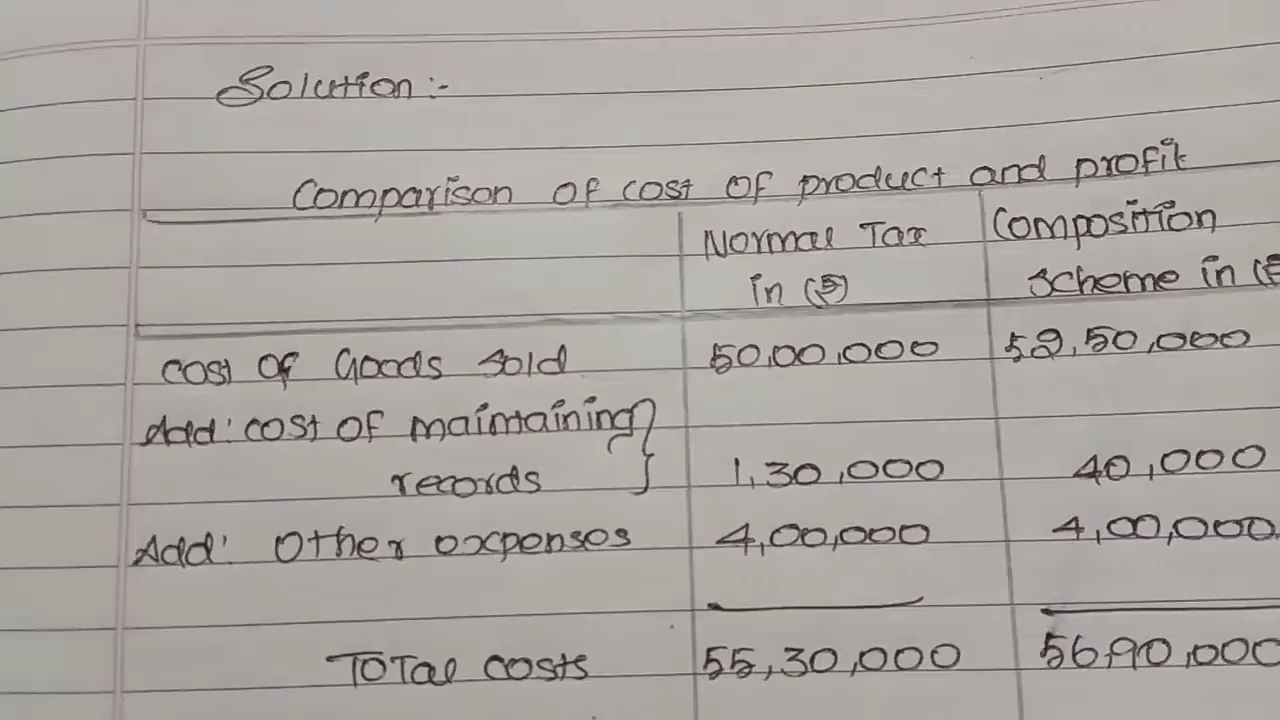 Solution:-
Comparison of cost of product and profit
Normal Tax Composition
in (₹) Scheme in (₹
Cost of Goods sold 50,00,000 52,50,000
Add: cost of maintaining
records } 1,30,000 40,000
Add: Other expenses 4,00,000 4,00,000
Total costs 55,30,000 56,90,000